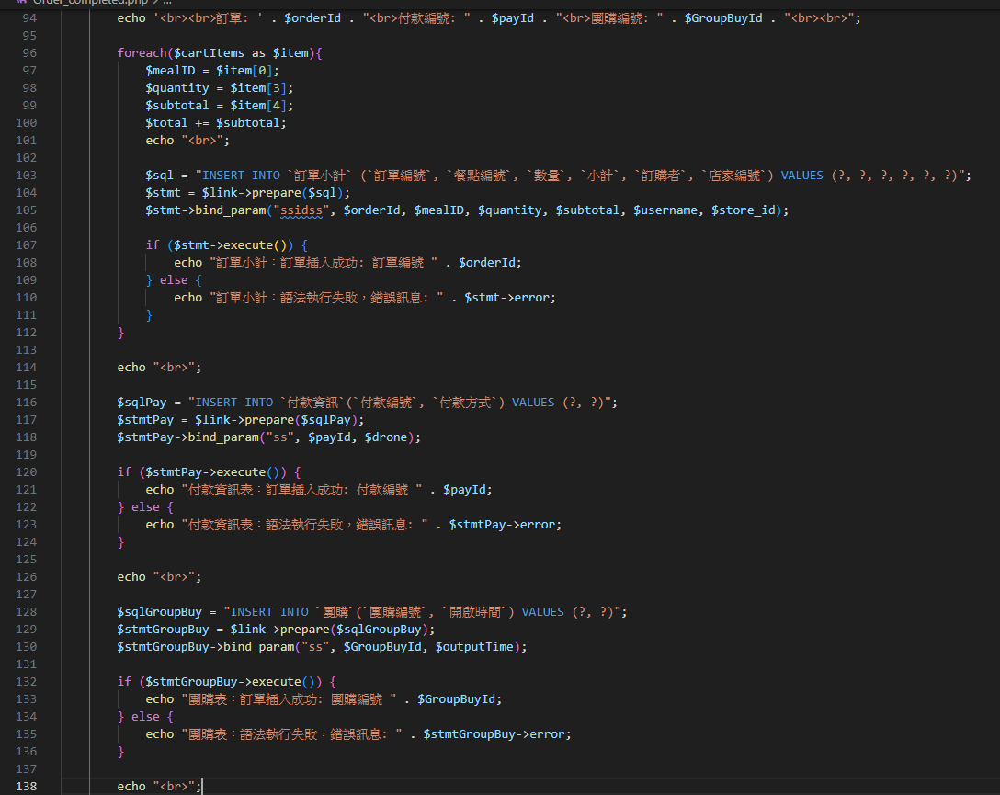 Order_completed.php > ...
94 echo '<br><br>訂單: ' . $orderId . "<br>付款編號: " . $payId . "<br>團購編號: " . $GroupBuyId . "<br><br>";
95
96 foreach($cartItems as $item){
97 $mealID = $item[0];
98 $quantity = $item[3];
99 $subtotal = $item[4];
100 $total += $subtotal;
101 echo "<br>";
102
103 $sql = "INSERT INTO `訂單小計` (`訂單編號`, `餐點編號`, `數量`, `小計`, `訂購者`, `店家編號`) VALUES (?, ?, ?, ?, ?, ?)";
104 $stmt = $link->prepare($sql);
105 $stmt->bind_param("ssidss", $orderId, $mealID, $quantity, $subtotal, $username, $store_id);
106
107 if ($stmt->execute()) {
108 echo "訂單小計：訂單插入成功: 訂單編號 " . $orderId;
109 } else {
110 echo "訂單小計：語法執行失敗，錯誤訊息: " . $stmt->error;
111 }
112 }
113
114 echo "<br>";
115
116 $sqlPay = "INSERT INTO `付款資訊`(`付款編號`, `付款方式`) VALUES (?, ?)";
117 $stmtPay = $link->prepare($sqlPay);
118 $stmtPay->bind_param("ss", $payId, $drone);
119
120 if ($stmtPay->execute()) {
121 echo "付款資訊表：訂單插入成功: 付款編號 " . $payId;
122 } else {
123 echo "付款資訊表：語法執行失敗，錯誤訊息: " . $stmtPay->error;
124 }
125
126 echo "<br>";
127
128 $sqlGroupBuy = "INSERT INTO `團購`(`團購編號`, `開啟時間`) VALUES (?, ?)";
129 $stmtGroupBuy = $link->prepare($sqlGroupBuy);
130 $stmtGroupBuy->bind_param("ss", $GroupBuyId, $outputTime);
131
132 if ($stmtGroupBuy->execute()) {
133 echo "團購表：訂單插入成功: 團購編號 " . $GroupBuyId;
134 } else {
135 echo "團購表：語法執行失敗，錯誤訊息: " . $stmtGroupBuy->error;
136 }
137
138 echo "<br>";